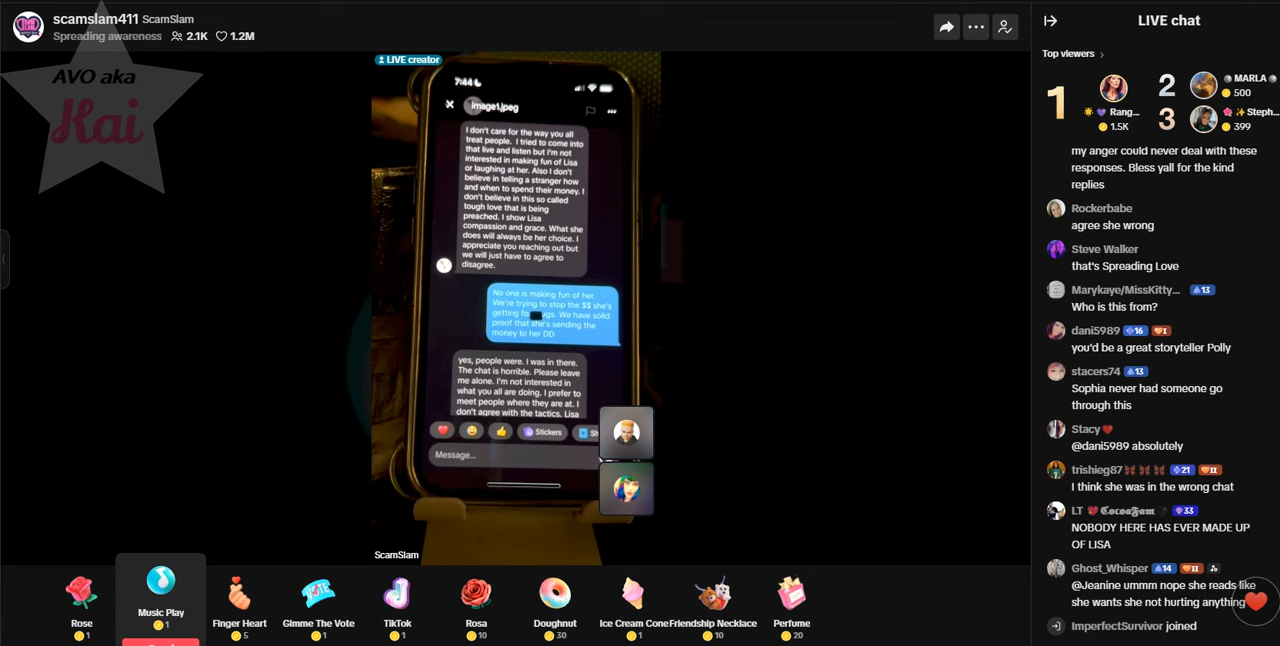 scamslam411 ScamSlam
Spreading awareness 2.1K 1.2M
AVO aka
Kai
LIVE creator
7:44
image1.jpeg
I don't care for the way you all
treat people. I tried to come into
that live and listen but I'm not
interested in making fun of Lisa
or laughing at her. Also I don't
believe in telling a stranger how
and when to spend their money. I
don't believe in this so called
tough love that is being
preached. I show Lisa
compassion and grace. What she
does will always be her choice. I
appreciate you reaching out but
we will just have to agree to
disagree.
No one is making fun of her.
We're trying to stop the $$ she's
getting ugs. We have solid
proof that she's sending the
money to her DD
yes, people were. I was in there.
The chat is horrible. Please leave
me alone. I'm not interested in
what you all are doing. I prefer to
meet people where they are at. I
don't agree with the tactics. Lisa
Stickers
Sh
Message...
ScamSlam
Rose
1
Music Play
1
Finger Heart
5
Gimme The Vote
1
TikTok
1
Rosa
10
Doughnut
30
Ice Cream Cone
1
Friendship Necklace
10
Perfume
20
LIVE chat
Top viewers
1
Rang...
1.5K
2
MARLA
500
3
Steph...
399
my anger could never deal with these
responses. Bless yall for the kind
replies
Rockerbabe
agree she wrong
Steve Walker
that's Spreading Love
Marykaye/MissKitty... 13
Who is this from?
dani5989 16 I
you'd be a great storyteller Polly
stacers74 13
Sophia never had someone go
through this
Stacy
@dani5989 absolutely
trishieg87 21 II
I think she was in the wrong chat
LT CocoaFam 33
NOBODY HERE HAS EVER MADE UP
OF LISA
Ghost_Whisper 14 II
@Jeanine ummm nope she reads like
she wants she not hurting anything
ImperfectSurvivor joined